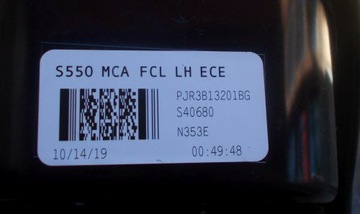 S550 MCA FCL LH ECE
PJR3B13201BG
S40680
N353E
10/14/19 00:49:48